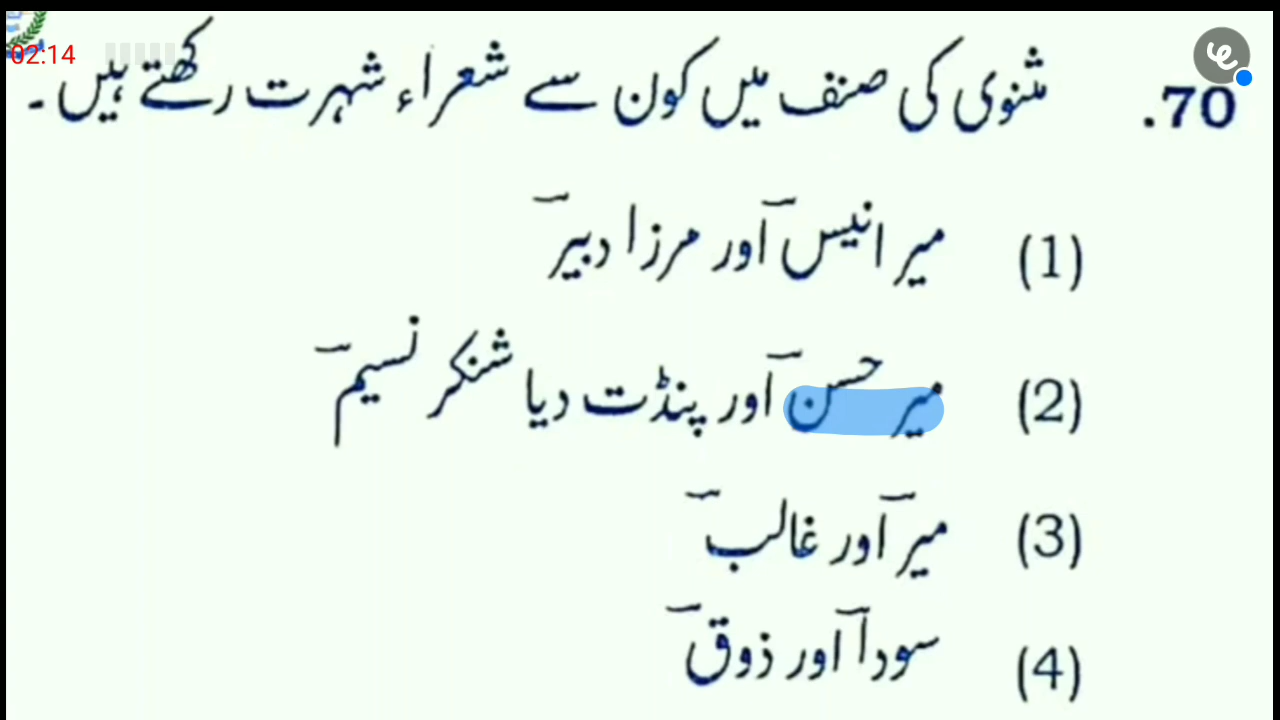 02:14
70. مثنوی کی صنف میں کون سے شعراء شہرت رکھتے ہیں۔
(1) میر انیسؔ اور مرزا دبیرؔ
(2) میر حسنؔ اور پنڈت دیا شنکر نسیمؔ
(3) میرؔ اور غالبؔ
(4) سوداؔ اور ذوقؔ